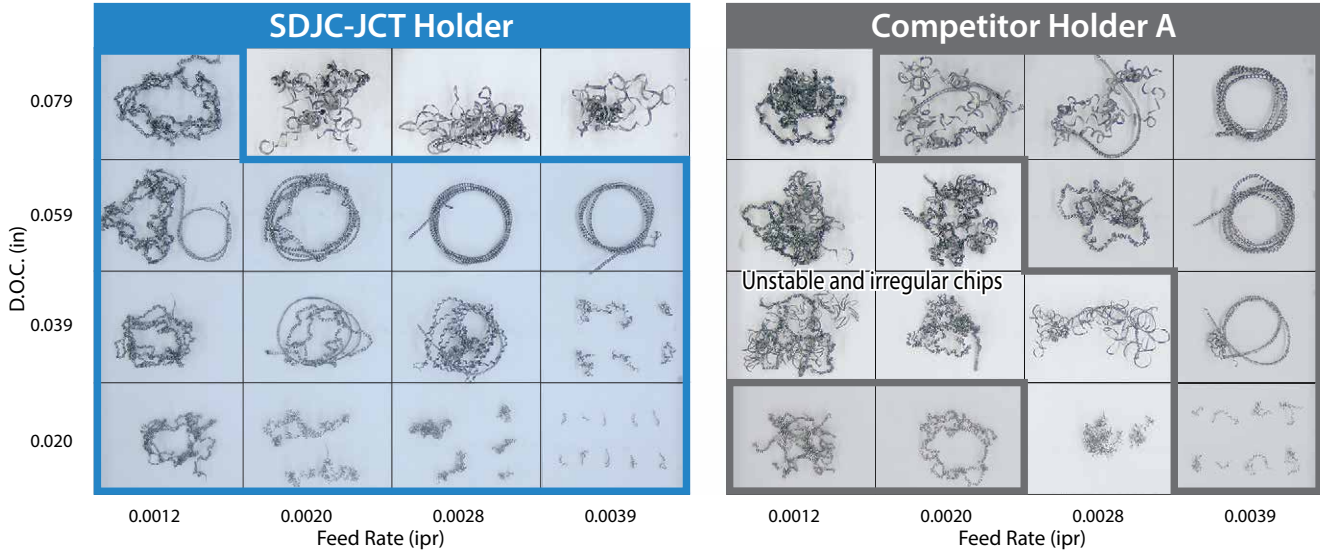 SDJC-JCT Holder
Competitor Holder A
D.O.C. (in)
0.079
0.059
0.039
0.020
Unstable and irregular chips
0.0012 0.0020 0.0028 0.0039
Feed Rate (ipr)
0.0012 0.0020 0.0028 0.0039
Feed Rate (ipr)